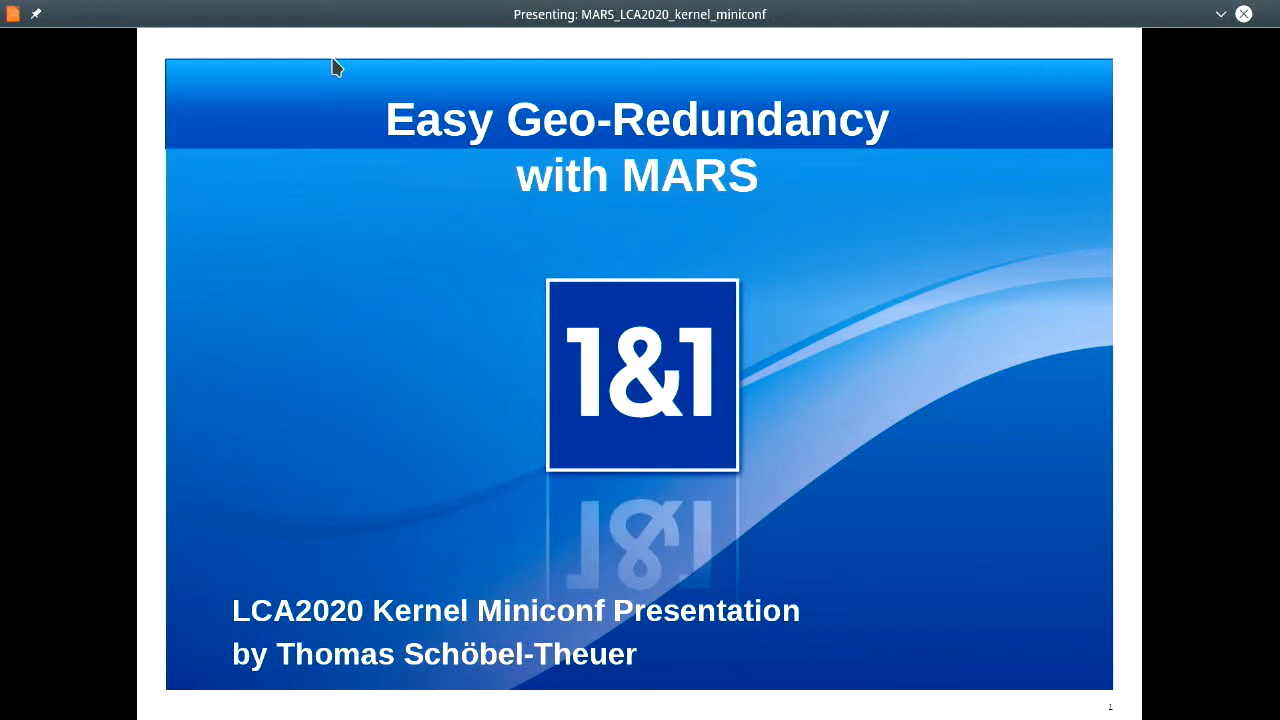 Presenting: MARS_LCA2020_kernel_miniconf
Easy Geo-Redundancy
with MARS
1&1
LCA2020 Kernel Miniconf Presentation
by Thomas Schöbel-Theuer
1